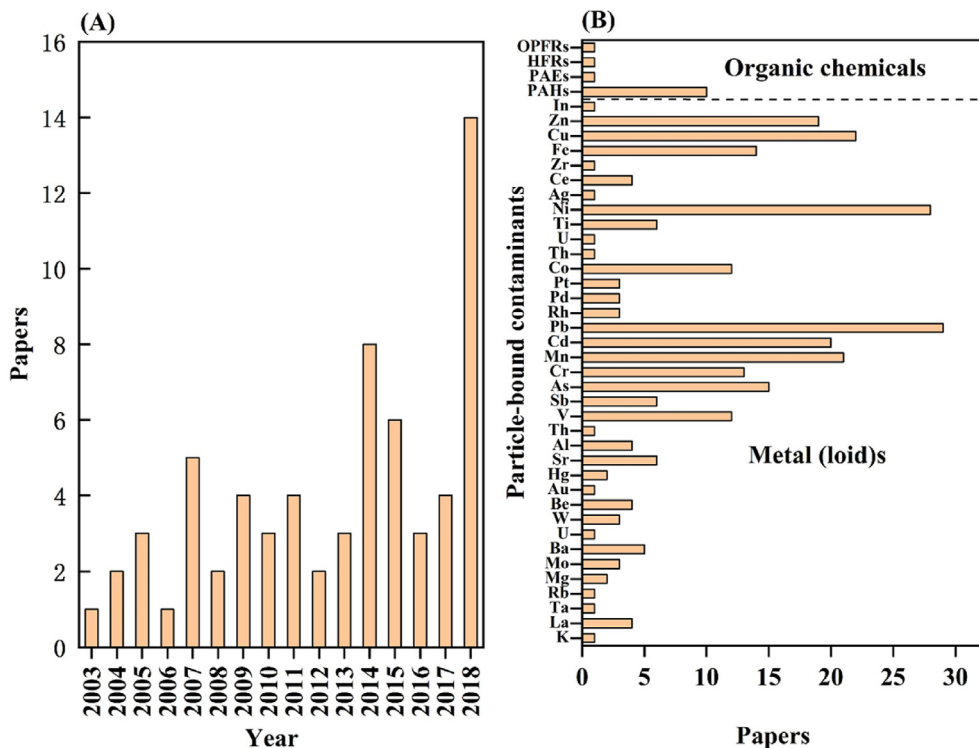 (A)
16
14
12
10
8
6
4
2
0
Papers
2003
2004
2005
2006
2007
2008
2009
2010
2011
2012
2013
2014
2015
2016
2017
2018
Year
(B)
Particle-bound contaminants
OPFRs
HFRs
PAEs
PAHs
In
Zn
Cu
Fe
Zr
Ce
Ag
Ni
Ti
U
Th
Co
Pt
Pd
Rh
Pb
Cd
Mn
Cr
As
Sb
V
Th
Al
Sr
Hg
Au
Be
W
U
Ba
Mo
Mg
Rb
Ta
La
K
Organic chemicals
Metal (loid)s
0 5 10 15 20 25 30
Papers